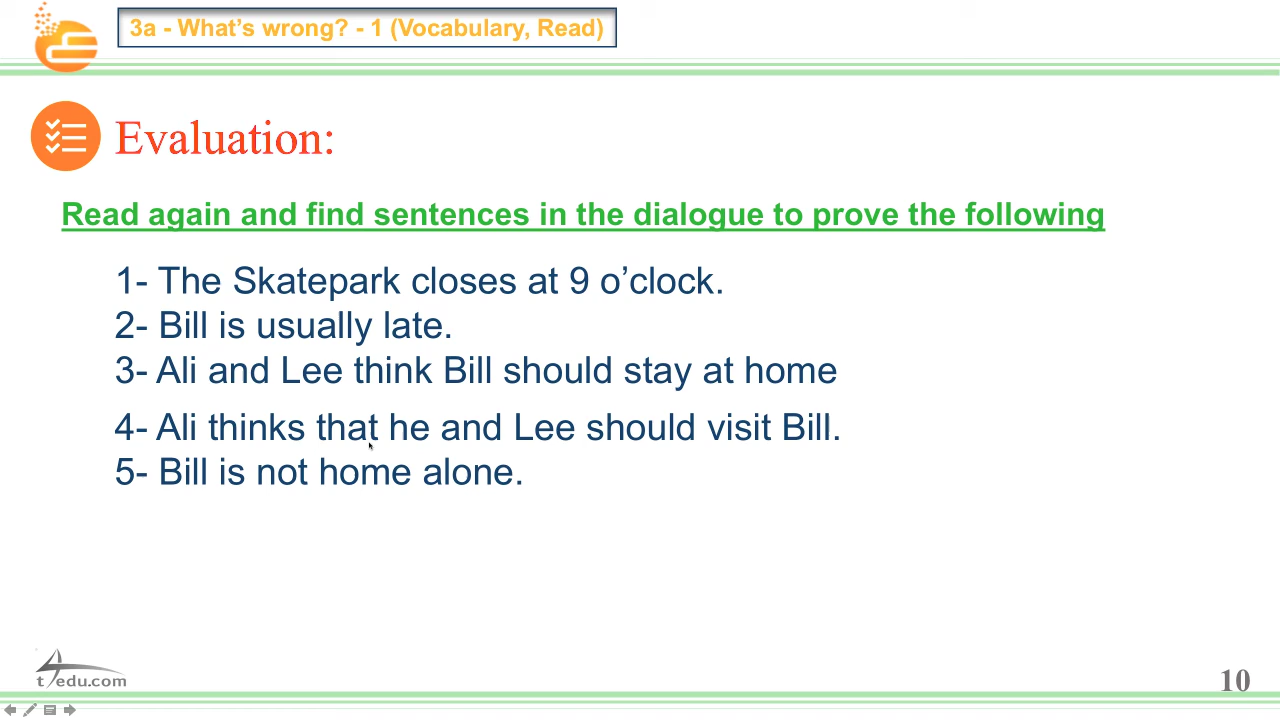 3a - What’s wrong? - 1 (Vocabulary, Read)
Evaluation:
Read again and find sentences in the dialogue to prove the following
1- The Skatepark closes at 9 o’clock.
2- Bill is usually late.
3- Ali and Lee think Bill should stay at home
4- Ali thinks that he and Lee should visit Bill.
5- Bill is not home alone.
t4edu.com
10